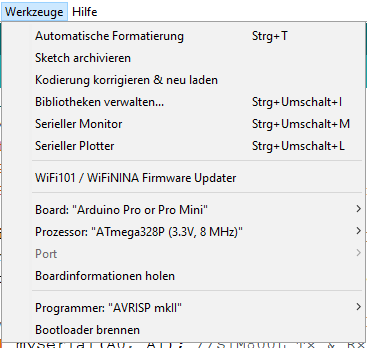 Werkzeuge Hilfe
Automatische Formatierung Strg+T
Sketch archivieren
Kodierung korrigieren & neu laden
Bibliotheken verwalten... Strg+Umschalt+I
Serieller Monitor Strg+Umschalt+M
Serieller Plotter Strg+Umschalt+L
WiFi101 / WiFiNINA Firmware Updater
Board: "Arduino Pro or Pro Mini"
Prozessor: "ATmega328P (3.3V, 8 MHz)"
Port
Boardinformationen holen
Programmer: "AVRISP mkII"
Bootloader brennen
mySerial(A0, A1); //SIM800L Tx & Rx